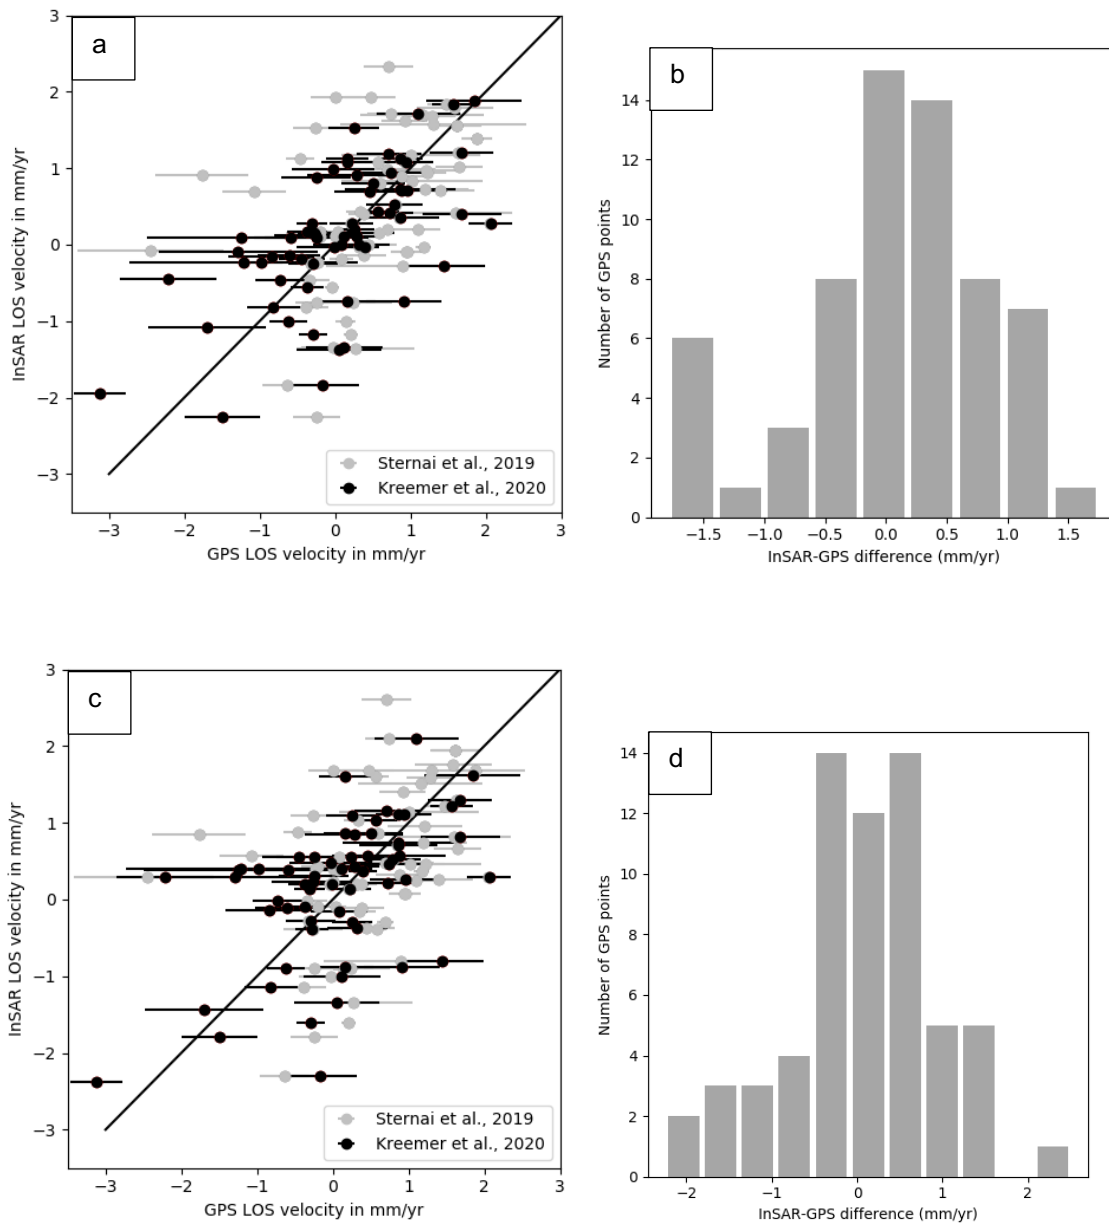 a
3
2
1
0
−1
−2
−3
InSAR LOS velocity in mm/yr
Sternai et al., 2019
Kreemer et al., 2020
−3 −2 −1 0 1 2 3
GPS LOS velocity in mm/yr
b
14
12
10
8
6
4
2
0
Number of GPS points
−1.5 −1.0 −0.5 0.0 0.5 1.0 1.5
InSAR-GPS difference (mm/yr)
c
3
2
1
0
−1
−2
−3
InSAR LOS velocity in mm/yr
Sternai et al., 2019
Kreemer et al., 2020
−3 −2 −1 0 1 2 3
GPS LOS velocity in mm/yr
d
14
12
10
8
6
4
2
0
Number of GPS points
−2 −1 0 1 2
InSAR-GPS difference (mm/yr)